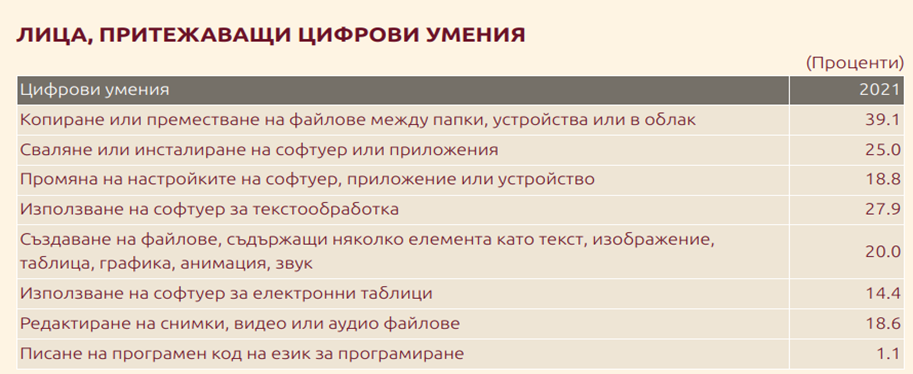 ЛИЦА, ПРИТЕЖАВАЩИ ЦИФРОВИ УМЕНИЯ
(Проценти)
Цифрови умения 2021
Копиране или преместване на файлове между папки, устройства или в облак 39.1
Сваляне или инсталиране на софтуер или приложения 25.0
Промяна на настройките на софтуер, приложение или устройство 18.8
Използване на софтуер за текстообработка 27.9
Създаване на файлове, съдържащи няколко елемента като текст, изображение,
таблица, графика, анимация, звук 20.0
Използване на софтуер за електронни таблици 14.4
Редактиране на снимки, видео или аудио файлове 18.6
Писане на програмен код на език за програмиране 1.1